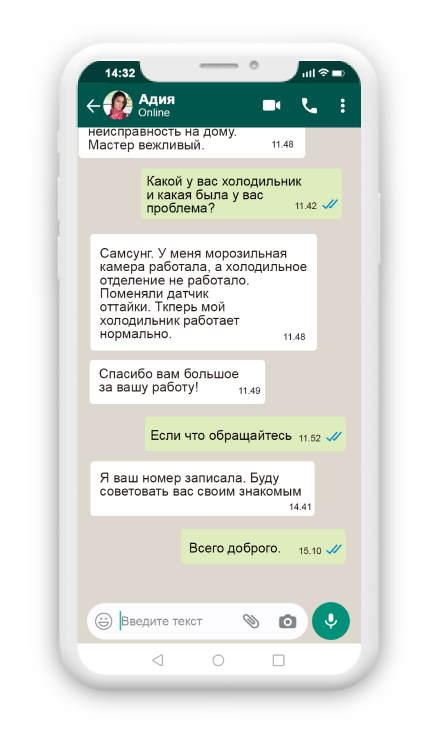 14:32
Адия
Online
неисправность на дому.
Мастер вежливый.
11.48
Какой у вас холодильник
и какая была у вас
проблема?
11.42
Самсунг. У меня морозильная
камера работала, а холодильное
отделение не работало.
Поменяли датчик
оттайки. Ткперь мой
холодильник работает
нормально.
11.48
Спасибо вам большое
за вашу работу!
11.49
Если что обращайтесь
11.52
Я ваш номер записала. Буду
советовать вас своим знакомым
14.41
Всего доброго.
15.10
Введите текст